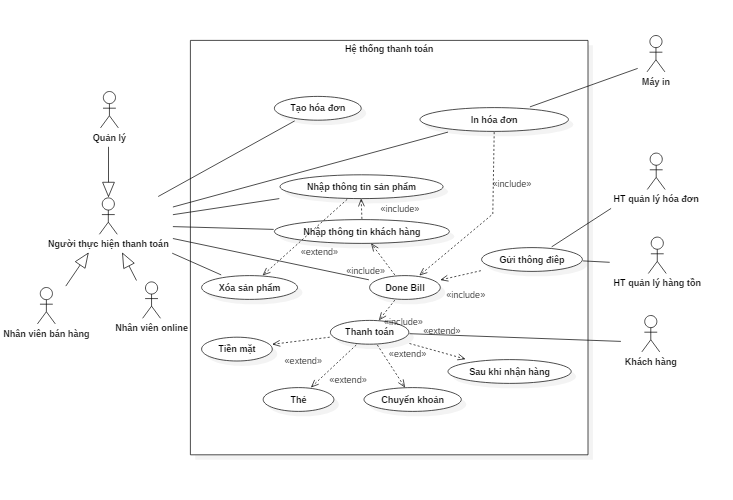 Hệ thống thanh toán
Máy in
Tạo hóa đơn
In hóa đơn
Quản lý
Nhập thông tin sản phẩm
«include»
HT quản lý hóa đơn
«include»
Nhập thông tin khách hàng
Người thực hiện thanh toán
«extend»
Gửi thông điệp
«include»
HT quản lý hàng tồn
Xóa sản phẩm
Done Bill
«include»
Nhân viên bán hàng
Nhân viên online
«include»
Thanh toán
«extend»
Tiền mặt
«extend»
«extend»
Khách hàng
Sau khi nhận hàng
«extend»
Thẻ
Chuyển khoản